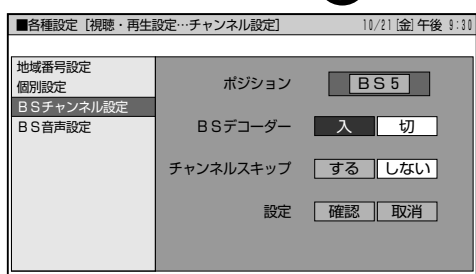 ■各種設定［視聴・再生設定…チャンネル設定］ 10/21[金]午後 9:30
地域番号設定
個別設定
ＢＳチャンネル設定
ＢＳ音声設定
ポジション ＢＳ５
ＢＳデコーダー 入 切
チャンネルスキップ する しない
設定 確認 取消